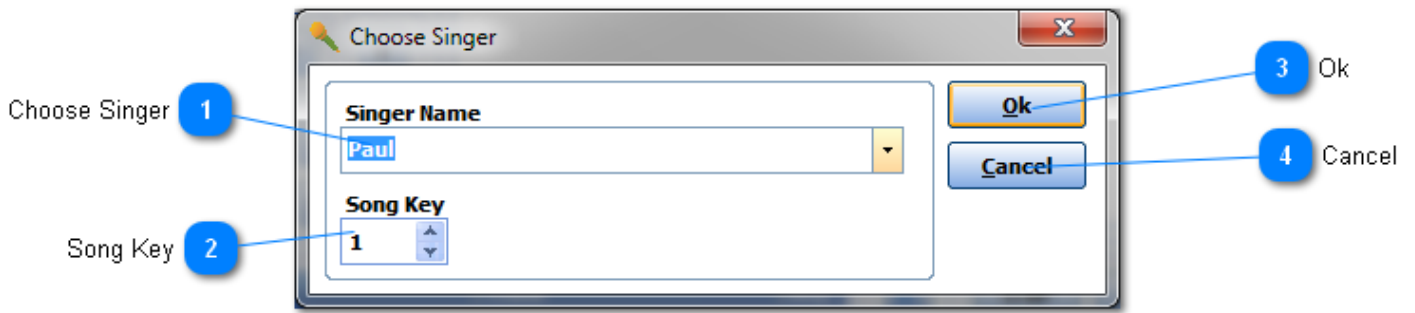 Choose Singer
X
3 Ok
Choose Singer 1
Singer Name
Ok
Paul
4 Cancel
Cancel
Song Key
Song Key 2
1